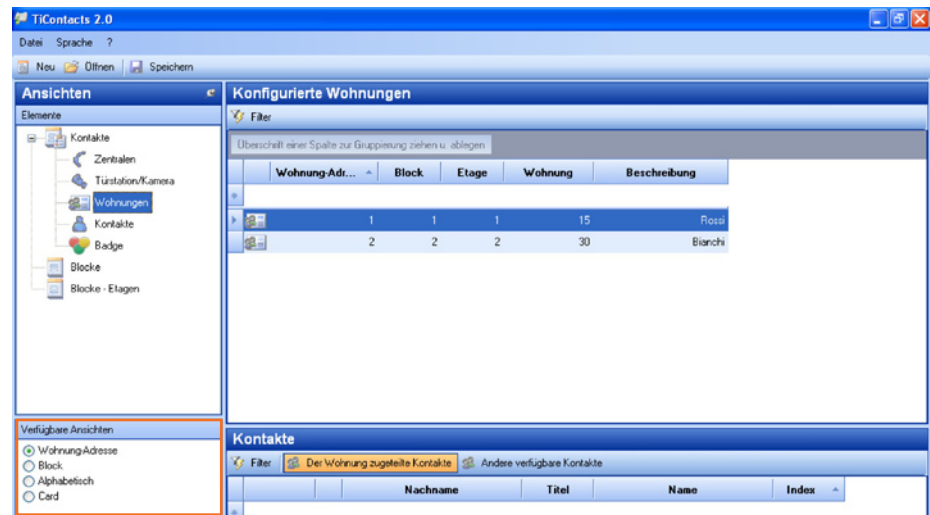 TiContacts 2.0
Datei Sprache ?
Neu Öffnen Speichern
Ansichten
Elemente
Kontakte
Zentralen
Türstation/Kamera
Wohnungen
Kontakte
Badge
Blocke
Blocke - Etagen
Verfügbare Ansichten
Wohnung-Adresse
Block
Alphabetisch
Card
Konfigurierte Wohnungen
Filter
Überschrift einer Spalte zur Gruppierung ziehen u. ablegen
Wohnung-Adr... Block Etage Wohnung Beschreibung
1 1 1 15 Rossi
2 2 2 30 Bianchi
Kontakte
Filter Der Wohnung zugeteilte Kontakte Andere verfügbare Kontakte
Nachname Titel Name Index